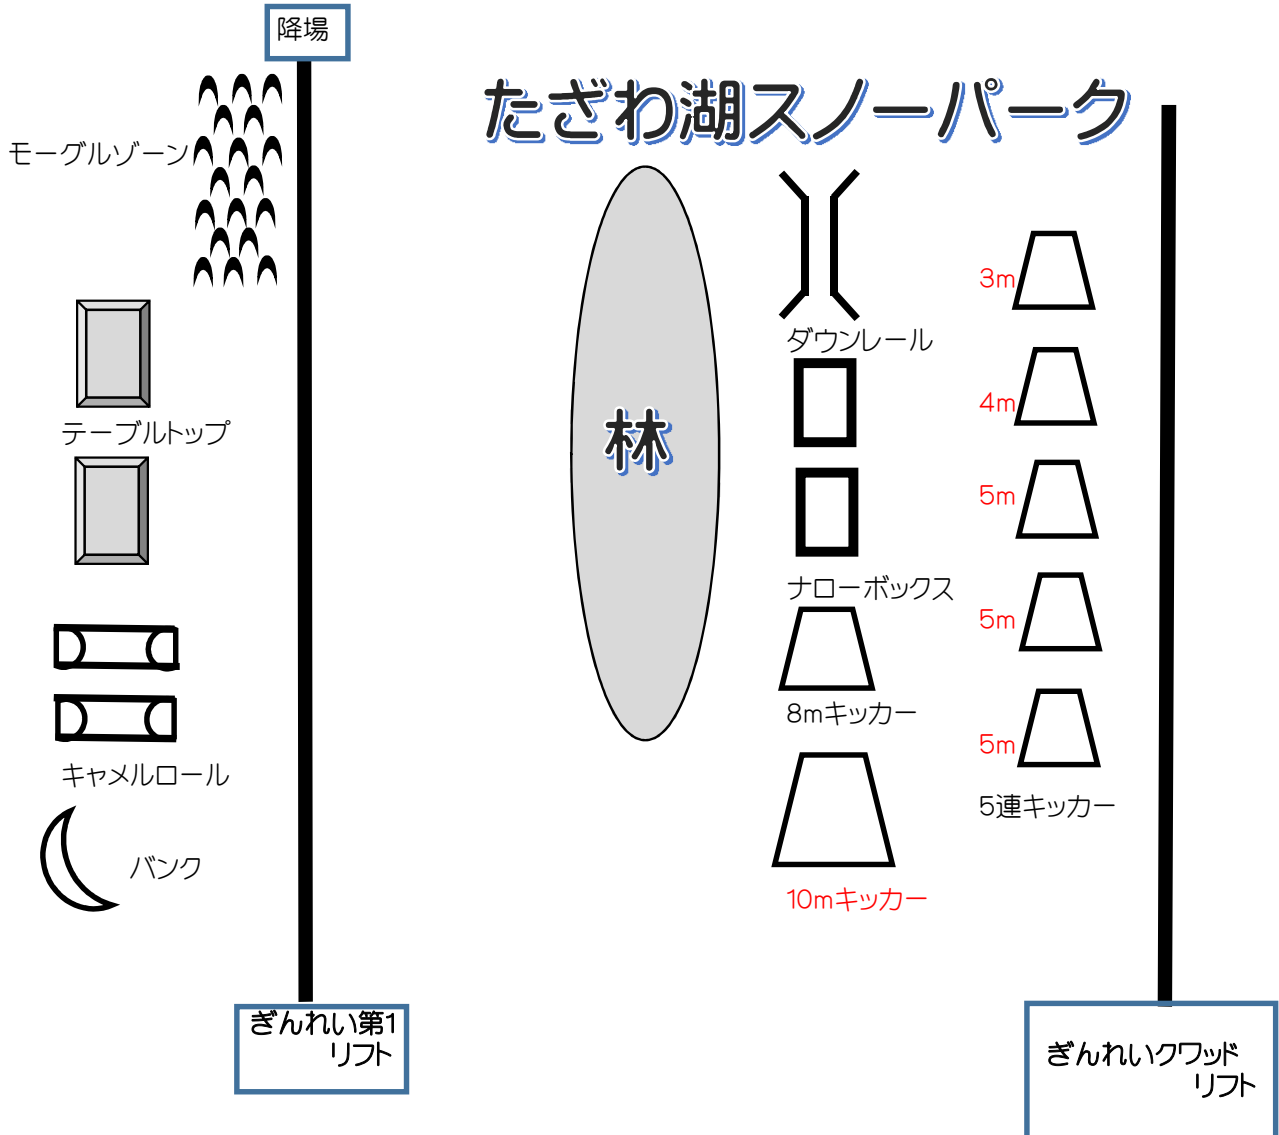 降場
たざわ湖スノーパーク
モーグルゾーン
3m
ダウンレール
4m
テーブルトップ
林
5m
ナローボックス
5m
8mキッカー
5m
キャメルロール
5連キッカー
バンク
10mキッカー
ぎんれい第1
リフト
ぎんれいクワッド
リフト